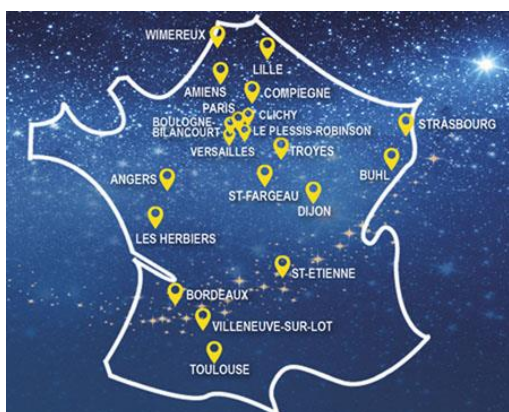 WIMEREUX
LILLE
AMIENS
COMPIEGNE
PARIS
CLICHY
BOULOGNE-
BILANCOURT
LE PLESSIS-ROBINSON
STRASBOURG
VERSAILLES
TROYES
BUHL
ANGERS
ST-FARGEAU
DIJON
LES HERBIERS
ST-ETIENNE
BORDEAUX
VILLENEUVE-SUR-LOT
TOULOUSE